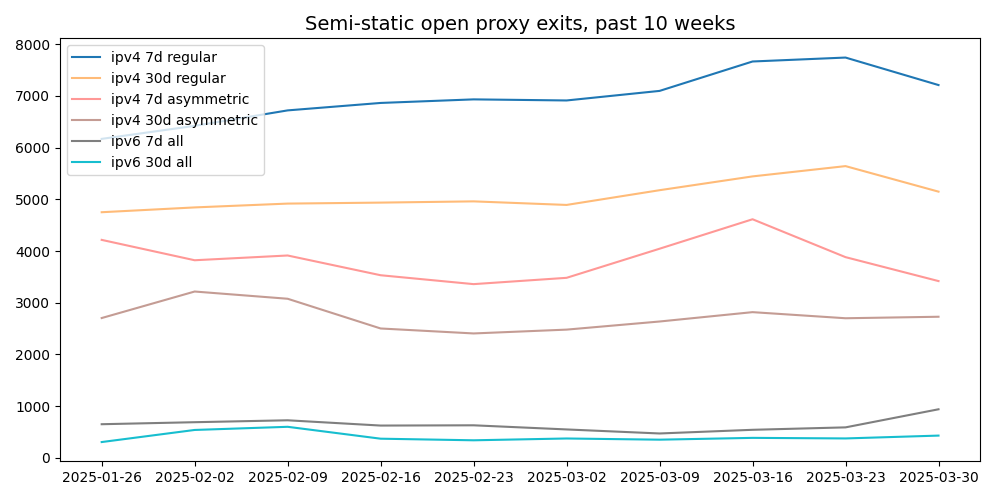 Semi-static open proxy exits, past 10 weeks
8000
7000
6000
5000
4000
3000
2000
1000
0
ipv4 7d regular
ipv4 30d regular
ipv4 7d asymmetric
ipv4 30d asymmetric
ipv6 7d all
ipv6 30d all
2025-01-26 2025-02-02 2025-02-09 2025-02-16 2025-02-23 2025-03-02 2025-03-09 2025-03-16 2025-03-23 2025-03-30